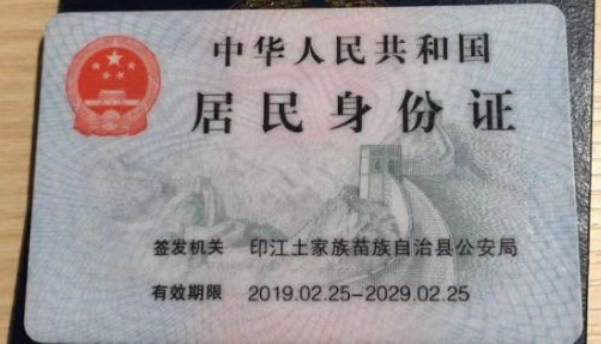 中华人民共和国
居民身份证
签发机关 印江土家族苗族自治县公安局
有效期限 2019.02.25-2029.02.25